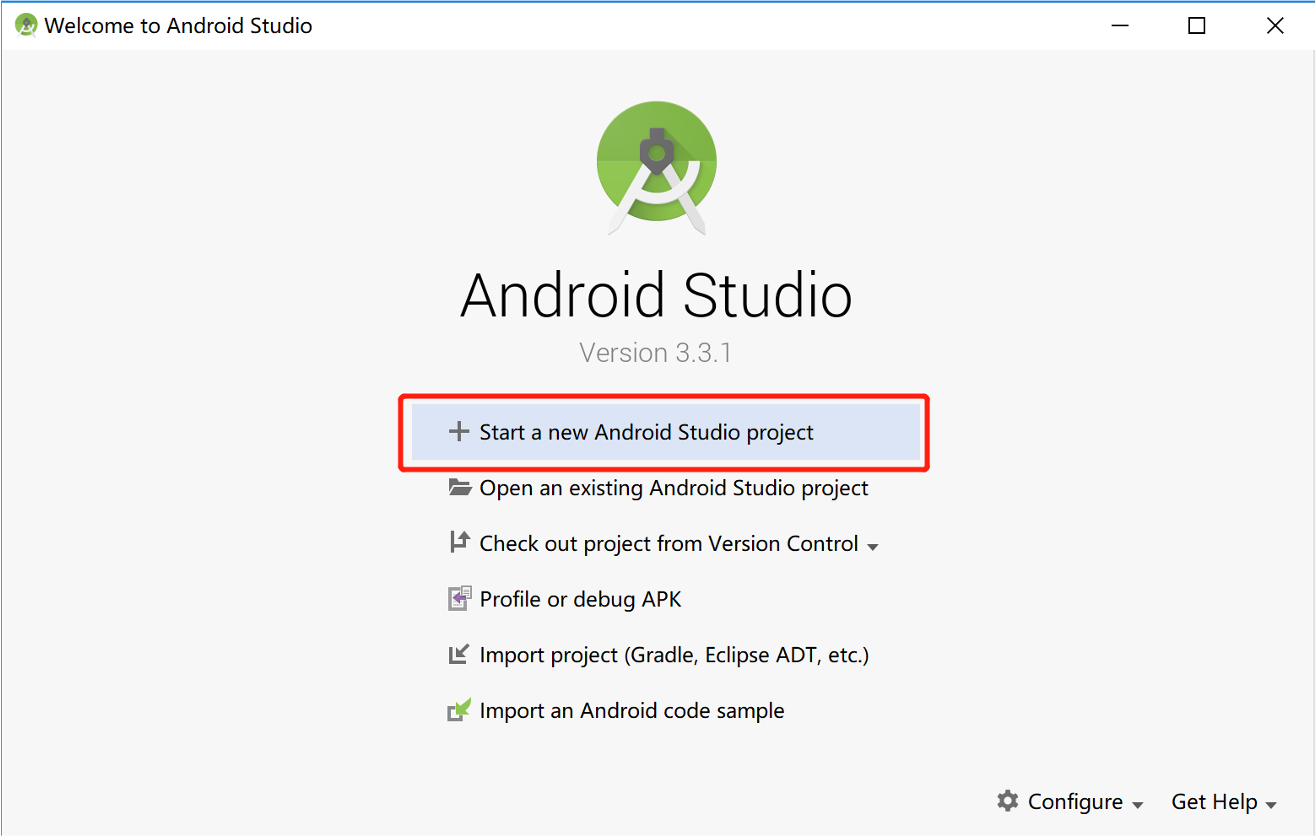 Welcome to Android Studio
Android Studio
Version 3.3.1
Start a new Android Studio project
Open an existing Android Studio project
Check out project from Version Control
Profile or debug APK
Import project (Gradle, Eclipse ADT, etc.)
Import an Android code sample
Configure Get Help